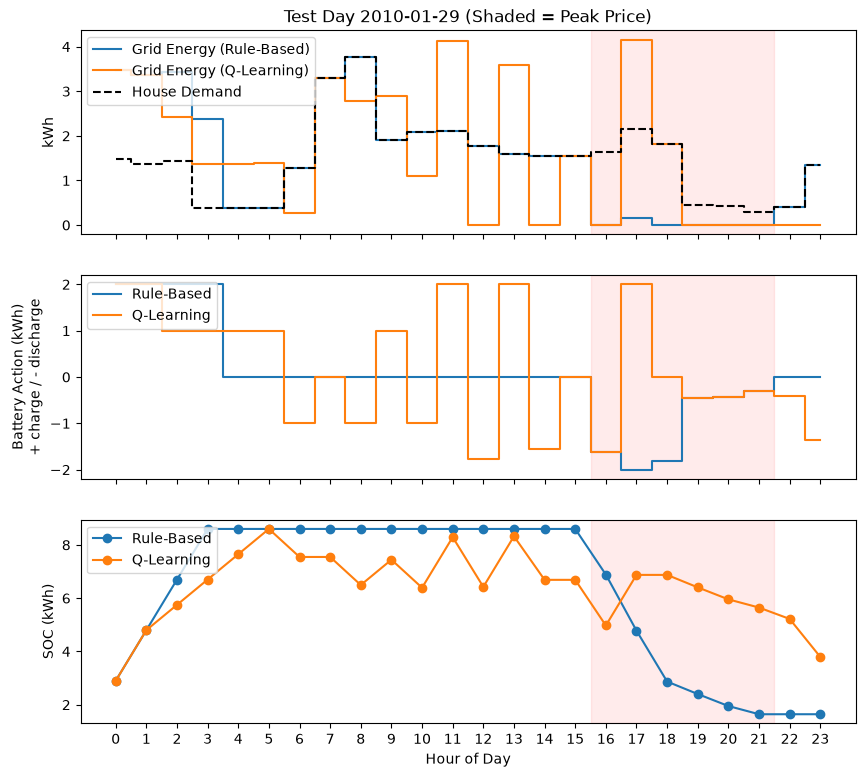 Test Day 2010-01-29 (Shaded = Peak Price)
kWh
4
3
2
1
0
Grid Energy (Rule-Based)
Grid Energy (Q-Learning)
House Demand
Battery Action (kWh)
+ charge / - discharge
2
1
0
−1
−2
Rule-Based
Q-Learning
SOC (kWh)
8
6
4
2
Rule-Based
Q-Learning
0 1 2 3 4 5 6 7 8 9 10 11 12 13 14 15 16 17 18 19 20 21 22 23
Hour of Day